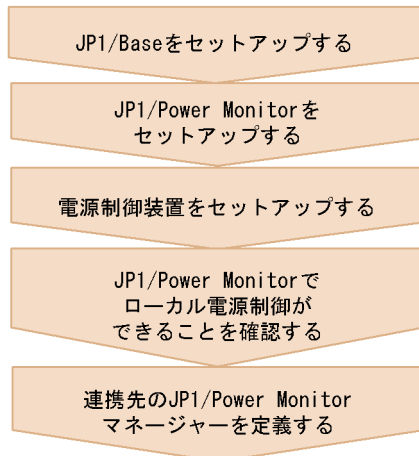 JP1/Baseをセットアップする
JP1/Power Monitorを
セットアップする
電源制御装置をセットアップする
JP1/Power Monitorで
ローカル電源制御が
できることを確認する
連携先のJP1/Power Monitor
マネージャーを定義する